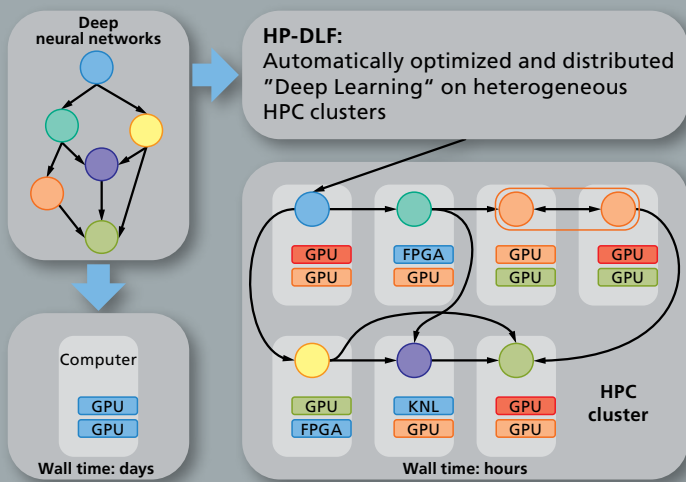 Deep
neural networks
HP-DLF:
Automatically optimized and distributed
”Deep Learning“ on heterogeneous
HPC clusters
GPU
GPU
FPGA
GPU
GPU
GPU
GPU
GPU
Computer
GPU
GPU
Wall time: days
GPU
FPGA
KNL
GPU
GPU
GPU
HPC
cluster
Wall time: hours